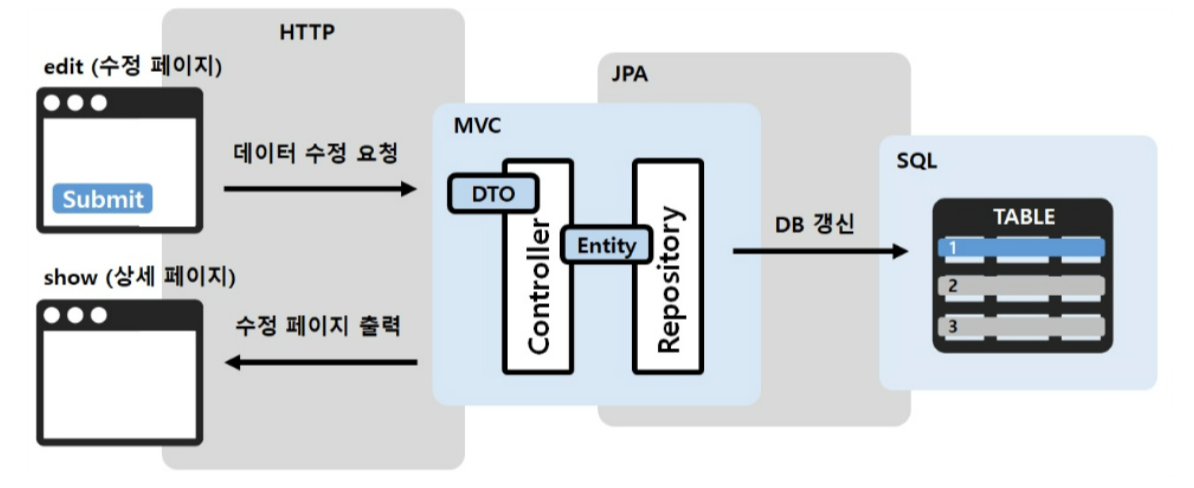 HTTP
edit (수정 페이지)
Submit
데이터 수정 요청
show (상세 페이지)
수정 페이지 출력
MVC
DTO
Controller
Entity
Repository
JPA
DB 갱신
SQL
TABLE
1
2
3